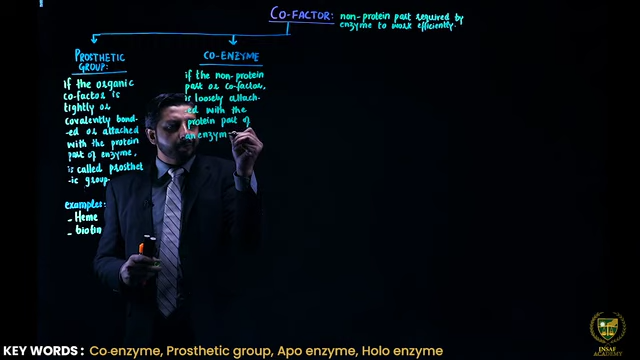 CO-FACTOR: non-protein part required by
enzyme to work efficiently.
PROSTHETIC
GROUP:
if the organic
co-factor is
tightly or
covalently bond-
-ed or attached
with the protein
part of enzyme,
is called prosthet
-ic group-
examples:
- Heme
- biotin
CO-ENZYME
if the non-protein
part or co-factor,
is loosely attach-
-ed with the
protein part of
an enzym
KEY WORDS : Co-enzyme, Prosthetic group, Apo enzyme, Holo enzyme
INSAF
ACADEMY